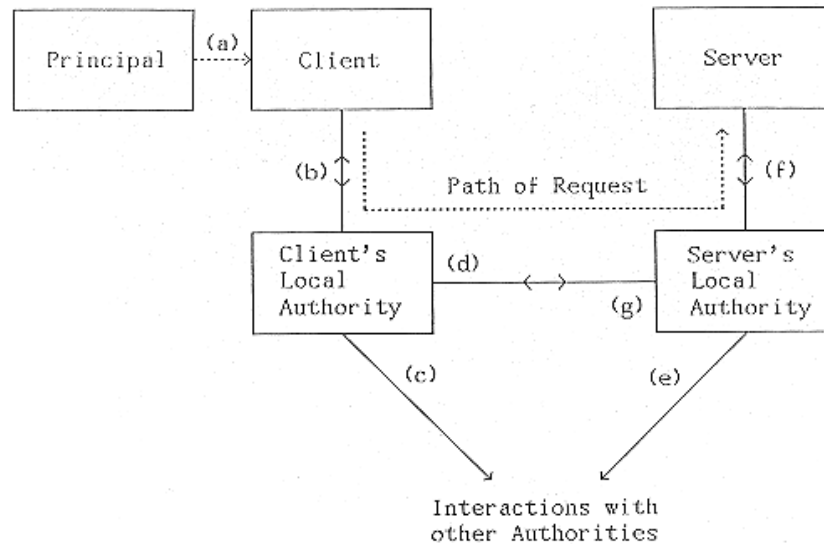 (a)
Principal
Client
Server
(b)
Path of Request
(f)
Client's
Local
Authority
(d)
(g)
Server's
Local
Authority
(c)
(e)
Interactions with
other Authorities